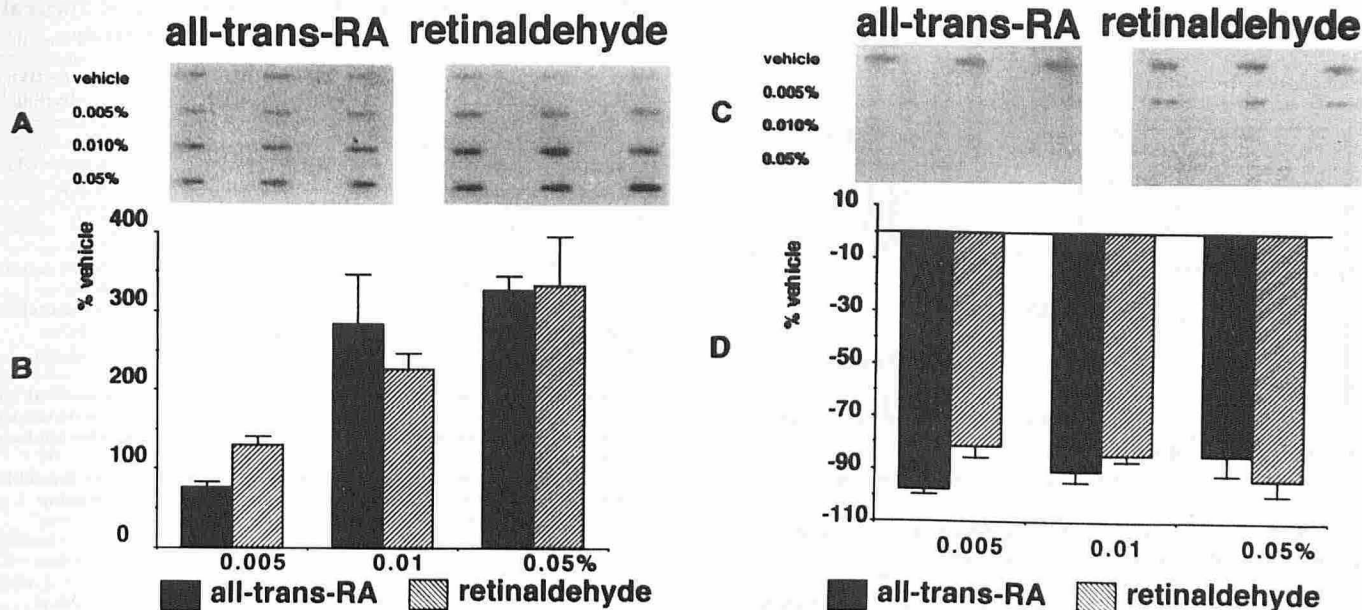 all-trans-RA retinaldehyde
vehicle
0.005%
0.010%
0.05%
A
400
300
200
100
0
% vehicle
B
0.005 0.01 0.05%
all-trans-RA retinaldehyde
all-trans-RA retinaldehyde
vehicle
0.005%
0.010%
0.05%
C
10
-10
-30
-50
-70
-90
-110
% vehicle
D
0.005 0.01 0.05%
all-trans-RA retinaldehyde